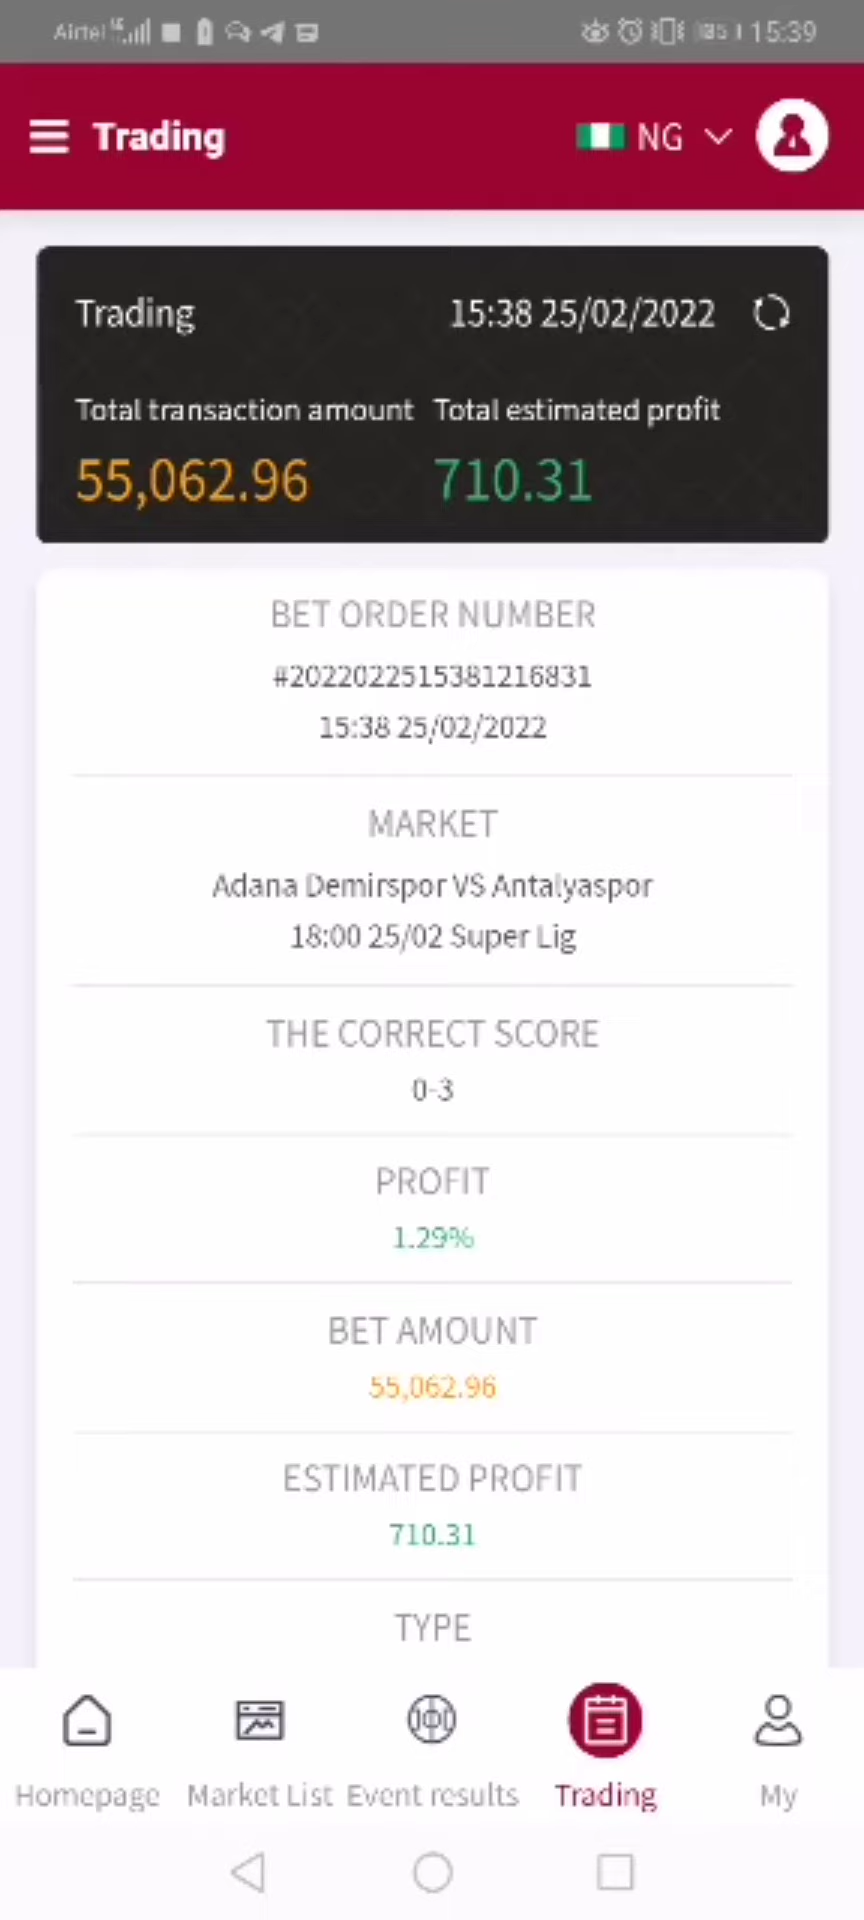 Airtel 15:39
Trading NG
Trading 15:38 25/02/2022
Total transaction amount Total estimated profit
55,062.96 710.31
BET ORDER NUMBER
#2022022515381216831
15:38 25/02/2022
MARKET
Adana Demirspor VS Antalyaspor
18:00 25/02 Super Lig
THE CORRECT SCORE
0-3
PROFIT
1.29%
BET AMOUNT
55,062.96
ESTIMATED PROFIT
710.31
TYPE
Homepage Market List Event results Trading My